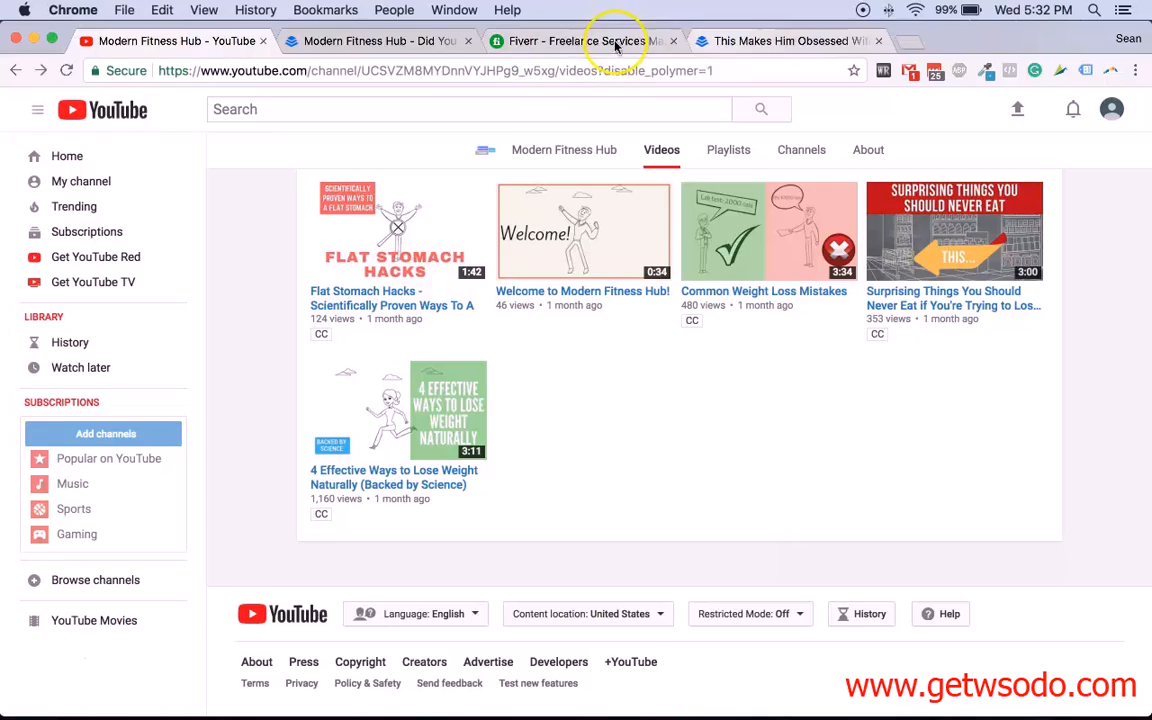 Chrome File Edit View History Bookmarks People Window Help 99% Wed 5:32 PM
Modern Fitness Hub - YouTube Modern Fitness Hub - Did You Fiverr - Freelance Services Ma This Makes Him Obsessed Wit Sean
Secure https://www.youtube.com/channel/UCSVZM8MYDnnVYJHPg9_w5xg/videos?disable_polymer=1
YouTube Search
Modern Fitness Hub Videos Playlists Channels About
Home
My channel
Trending
Subscriptions
Get YouTube Red
Get YouTube TV
LIBRARY
History
Watch later
SUBSCRIPTIONS
Add channels
Popular on YouTube
Music
Sports
Gaming
Browse channels
YouTube Movies
SCIENTIFICALLY
PROVEN WAYS TO
A FLAT STOMACH
FLAT STOMACH
HACKS
1:42
Flat Stomach Hacks -
Scientifically Proven Ways To A
124 views • 1 month ago
CC
Welcome!
0:34
Welcome to Modern Fitness Hub!
46 views • 1 month ago
3:34
Common Weight Loss Mistakes
480 views • 1 month ago
CC
SURPRISING THINGS YOU
SHOULD NEVER EAT
THIS...
3:00
Surprising Things You Should
Never Eat if You're Trying to Los...
353 views • 1 month ago
CC
4 EFFECTIVE
WAYS TO LOSE
WEIGHT
NATURALLY
BACKED BY
SCIENCE
3:11
4 Effective Ways to Lose Weight
Naturally (Backed by Science)
1,160 views • 1 month ago
CC
YouTube Language: English Content location: United States Restricted Mode: Off History Help
About Press Copyright Creators Advertise Developers +YouTube
Terms Privacy Policy & Safety Send feedback Test new features
www.getwsodo.com